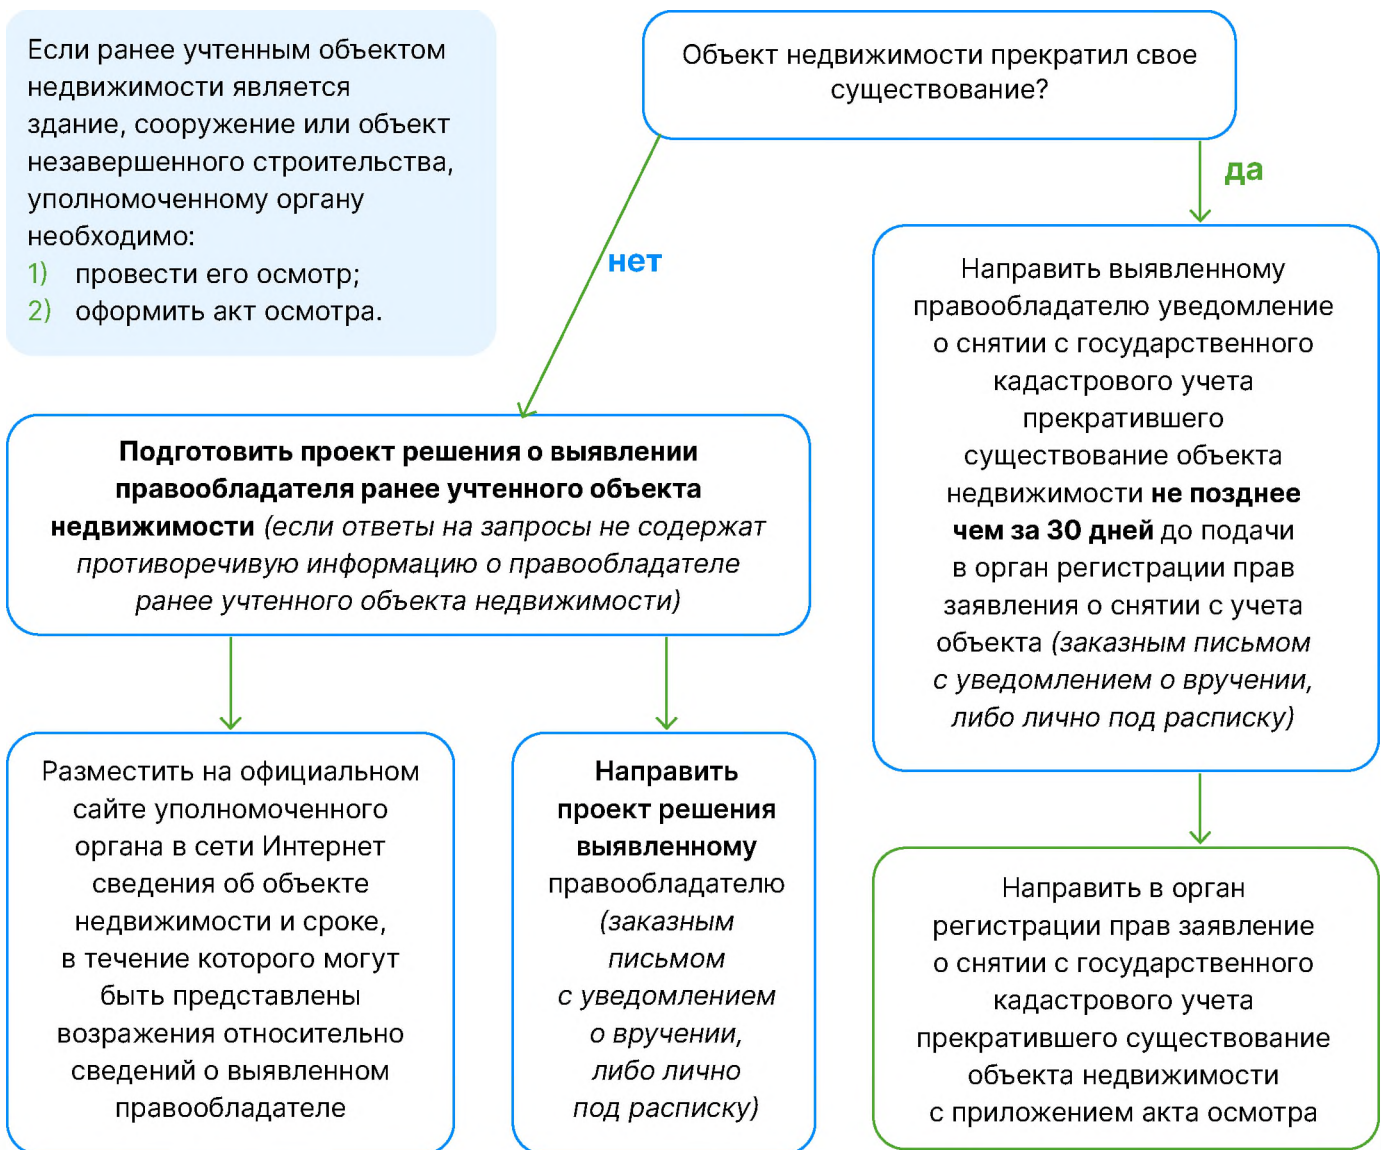 Если ранее учтенным объектом
недвижимости является
здание, сооружение или объект
незавершенного строительства,
уполномоченному органу
необходимо:
1) провести его осмотр;
2) оформить акт осмотра.
Объект недвижимости прекратил свое
существование?
да
нет
Направить выявленному
правообладателю уведомление
о снятии с государственного
кадастрового учета
прекратившего
существование объекта
недвижимости не позднее
чем за 30 дней до подачи
в орган регистрации прав
заявления о снятии с учета
объекта (заказным письмом
с уведомлением о вручении,
либо лично под расписку)
Подготовить проект решения о выявлении
правообладателя ранее учтенного объекта
недвижимости (если ответы на запросы не содержат
противоречивую информацию о правообладателе
ранее учтенного объекта недвижимости)
Разместить на официальном
сайте уполномоченного
органа в сети Интернет
сведения об объекте
недвижимости и сроке,
в течение которого могут
быть представлены
возражения относительно
сведений о выявленном
правообладателе
Направить
проект решения
выявленному
правообладателю
(заказным
письмом
с уведомлением
о вручении,
либо лично
под расписку)
Направить в орган
регистрации прав заявление
о снятии с государственного
кадастрового учета
прекратившего существование
объекта недвижимости
с приложением акта осмотра